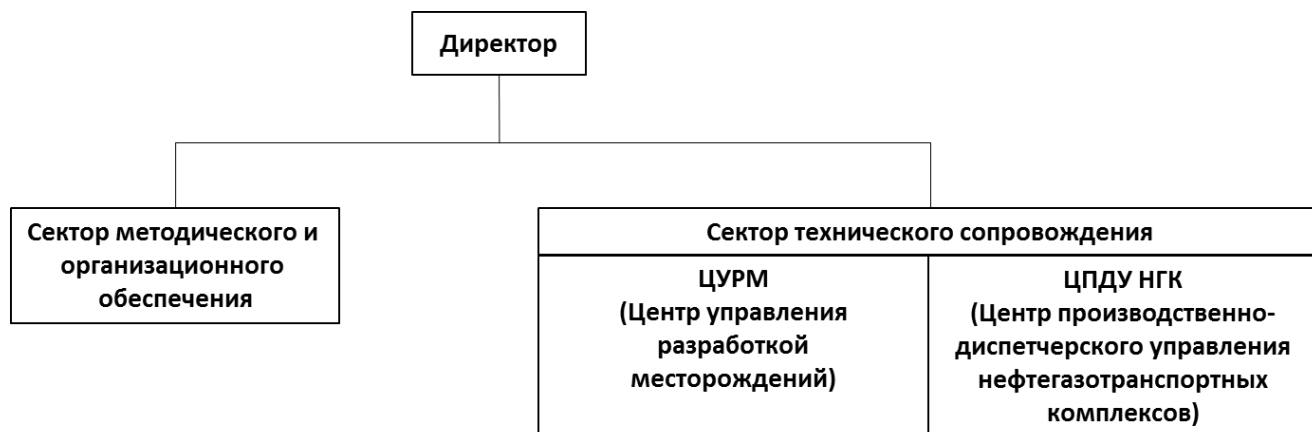 Директор
Сектор методического и
организационного
обеспечения
Сектор технического сопровождения
ЦУРМ
(Центр управления
разработкой
месторождений)
ЦПДУ НГК
(Центр производственно-
диспетчерского управления
нефтегазотранспортных
комплексов)